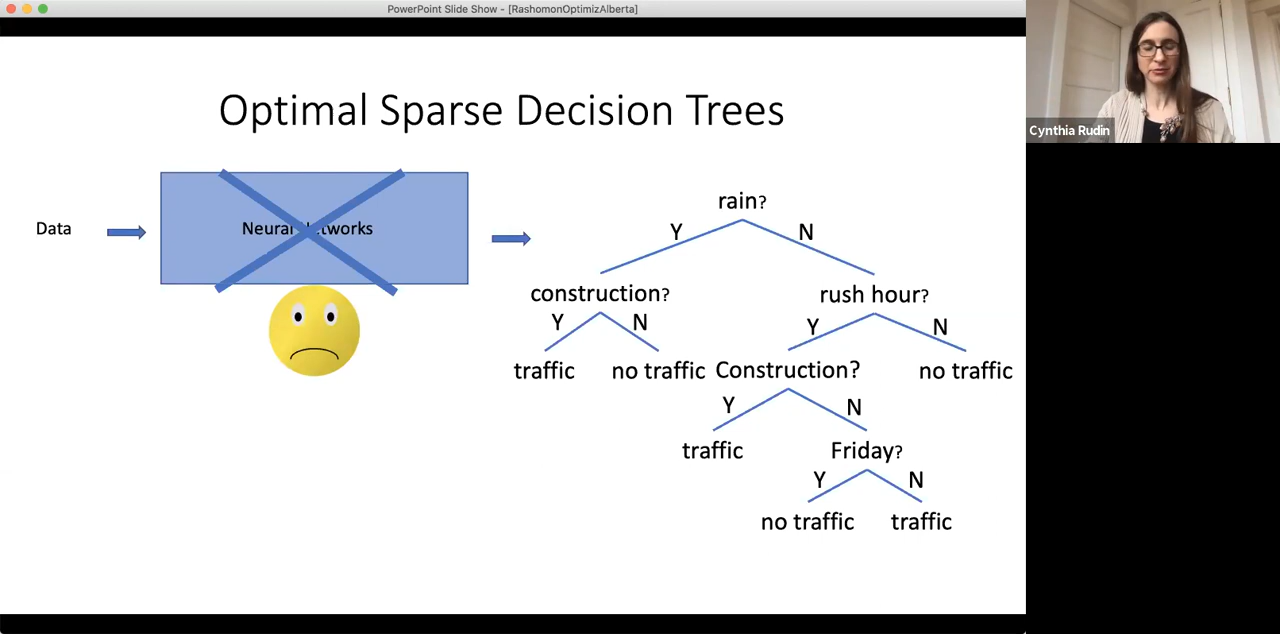 PowerPoint Slide Show - [RashomonOptimizAlberta]
Cynthia Rudin
Optimal Sparse Decision Trees
Data
Neural Networks
rain?
Y N
construction? rush hour?
Y N Y N
traffic no traffic Construction? no traffic
Y N
traffic Friday?
Y N
no traffic traffic